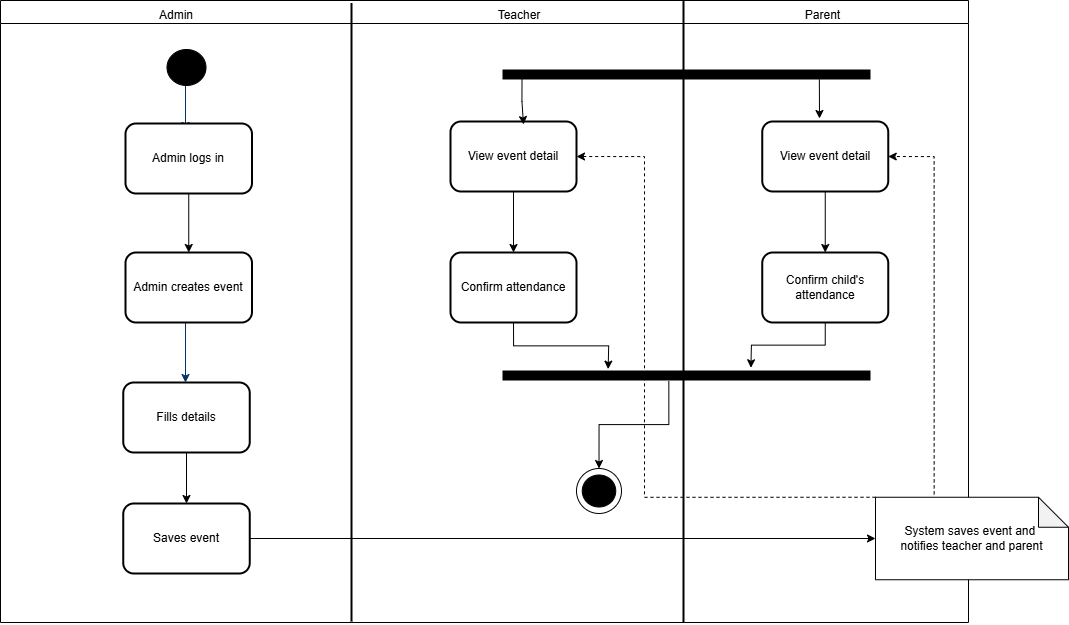 Admin
Teacher
Parent
Admin logs in
View event detail
View event detail
Admin creates event
Confirm attendance
Confirm child's
attendance
Fills details
Saves event
System saves event and
notifies teacher and parent